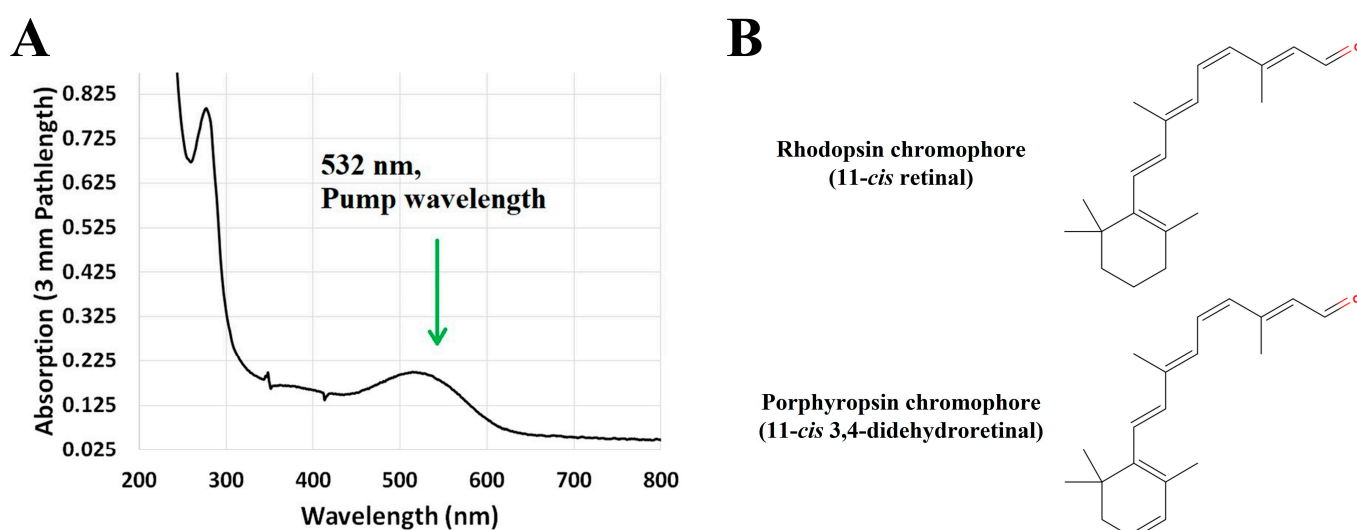 A
B
Absorption (3 mm Pathlength)
0.825
0.725
0.625
0.525
0.425
0.325
0.225
0.125
0.025
532 nm,
Pump wavelength
200 300 400 500 600 700 800
Wavelength (nm)
Rhodopsin chromophore
(11-cis retinal)
Porphyropsin chromophore
(11-cis 3,4-didehydroretinal)